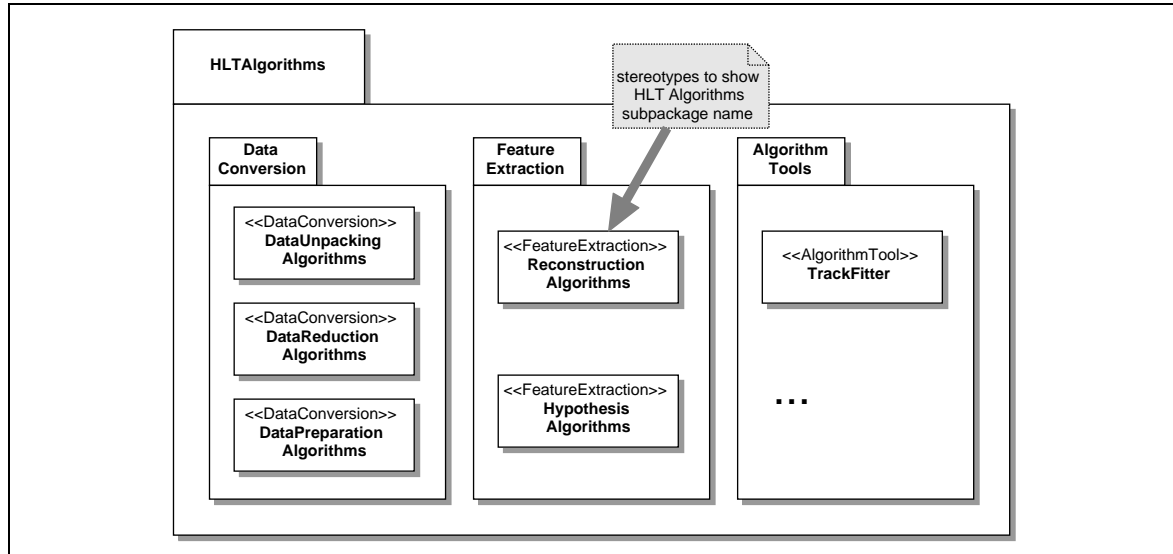 HLTAlgorithms
stereotypes to show
HLT Algorithms
subpackage name
Data
Conversion
<<DataConversion>>
DataUnpacking
Algorithms
<<DataConversion>>
DataReduction
Algorithms
<<DataConversion>>
DataPreparation
Algorithms
Feature
Extraction
<<FeatureExtraction>>
Reconstruction
Algorithms
<<FeatureExtraction>>
Hypothesis
Algorithms
Algorithm
Tools
<<AlgorithmTool>>
TrackFitter
...